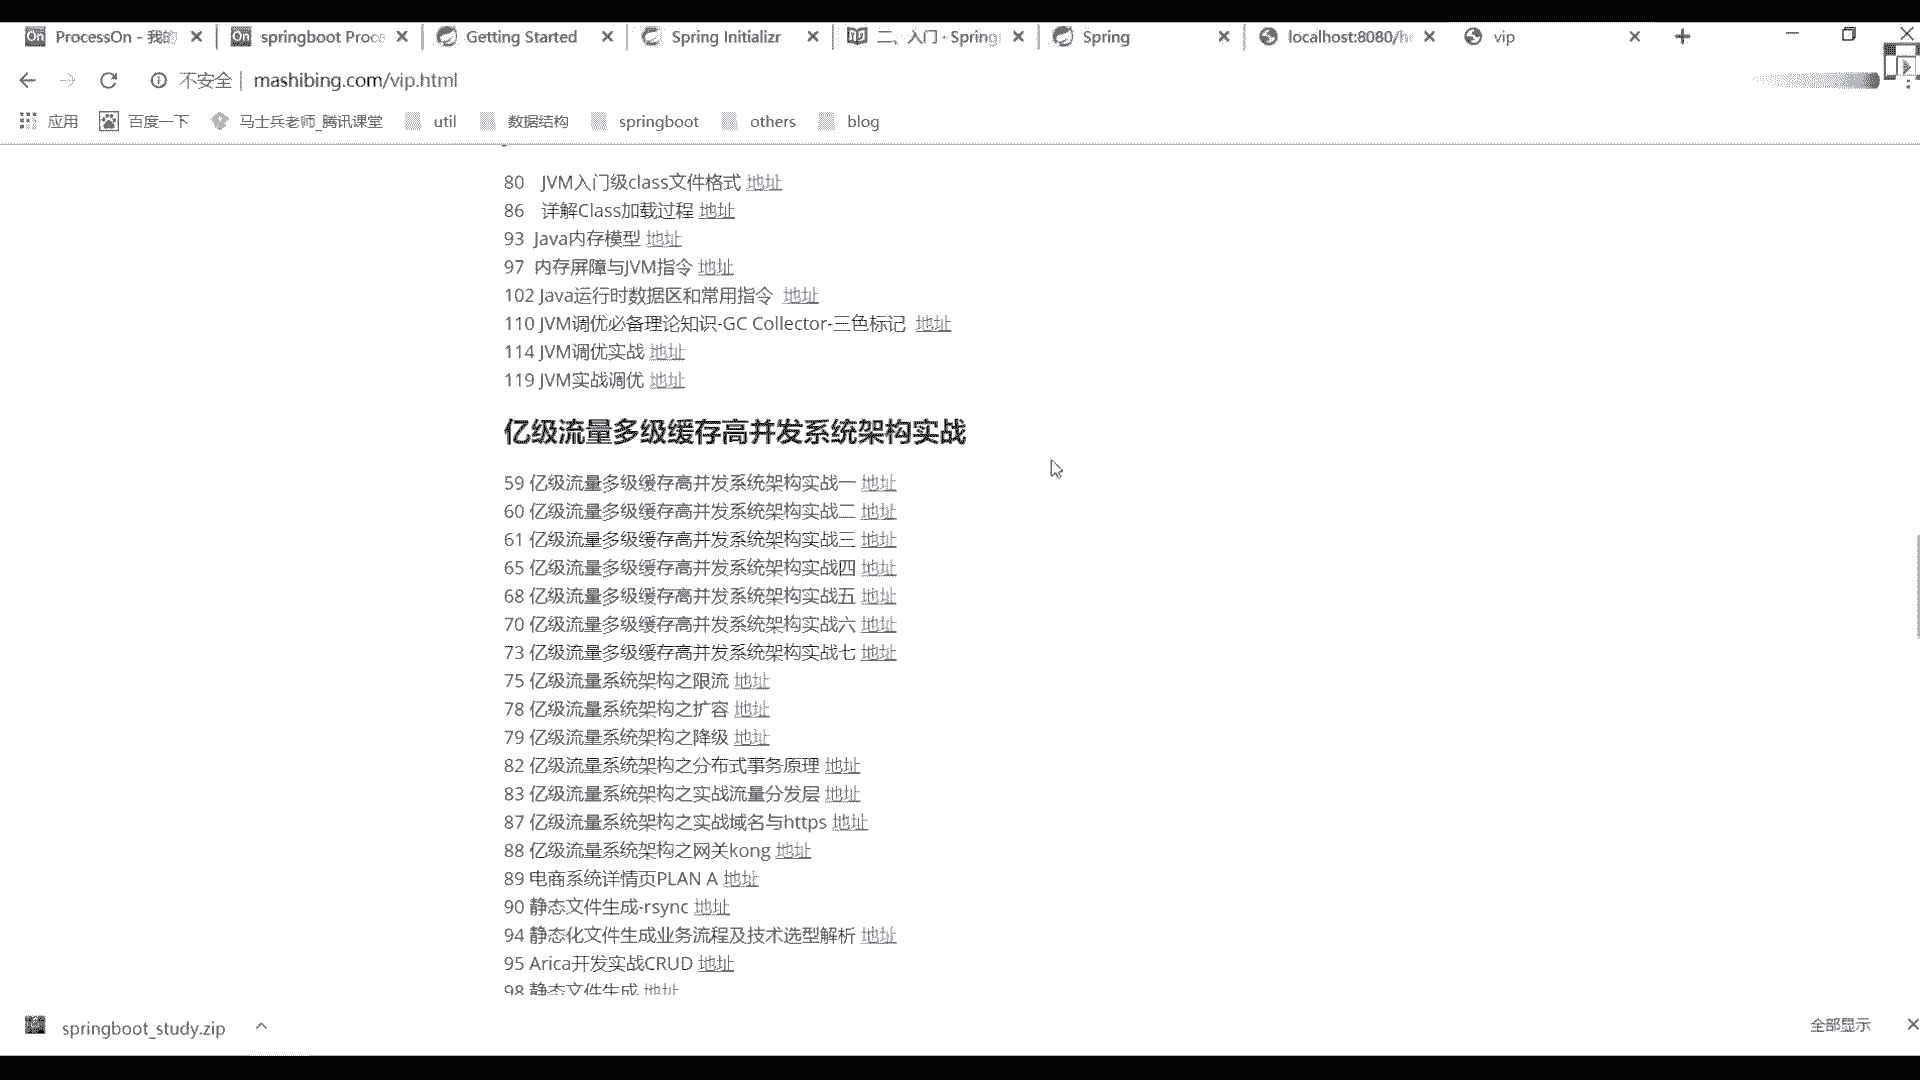 ProcessOn - 我的
springboot Proce
Getting Started
Spring Initializr
二、入门 · Spring
Spring
localhost:8080/h
vip
不安全 | mashibing.com/vip.html
应用
百度一下
马士兵老师_腾讯课堂
util
数据结构
springboot
others
blog
80 JVM入门级class文件格式 地址
86 详解Class加载过程 地址
93 Java内存模型 地址
97 内存屏障与JVM指令 地址
102 Java运行时数据区和常用指令 地址
110 JVM调优必备理论知识-GC Collector-三色标记 地址
114 JVM调优实战 地址
119 JVM实战调优 地址
亿级流量多级缓存高并发系统架构实战
59 亿级流量多级缓存高并发系统架构实战一 地址
60 亿级流量多级缓存高并发系统架构实战二 地址
61 亿级流量多级缓存高并发系统架构实战三 地址
65 亿级流量多级缓存高并发系统架构实战四 地址
68 亿级流量多级缓存高并发系统架构实战五 地址
70 亿级流量多级缓存高并发系统架构实战六 地址
73 亿级流量多级缓存高并发系统架构实战七 地址
75 亿级流量系统架构之限流 地址
78 亿级流量系统架构之扩容 地址
79 亿级流量系统架构之降级 地址
82 亿级流量系统架构之分布式事务原理 地址
83 亿级流量系统架构之实战流量分发层 地址
87 亿级流量系统架构之实战域名与https 地址
88 亿级流量系统架构之网关kong 地址
89 电商系统详情页PLAN A 地址
90 静态文件生成-rsync 地址
94 静态化文件生成业务流程及技术选型解析 地址
95 Arica开发实战CRUD 地址
98 静态文件生成 地址
springboot_study.zip
全部显示